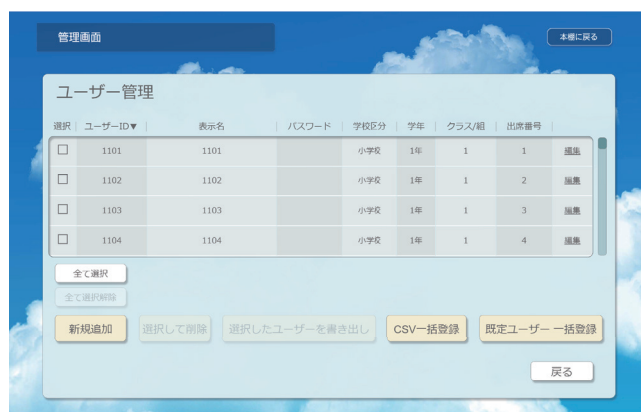 管理画面
本棚に戻る
ユーザー管理
選択 ユーザーID▼ 表示名 パスワード 学校区分 学年 クラス/組 出席番号
1101 1101 小学校 1年 1 1 編集
1102 1102 小学校 1年 1 2 編集
1103 1103 小学校 1年 1 3 編集
1104 1104 小学校 1年 1 4 編集
全て選択
全て選択解除
新規追加 選択して削除 選択したユーザーを書き出し CSV一括登録 既定ユーザー 一括登録
戻る